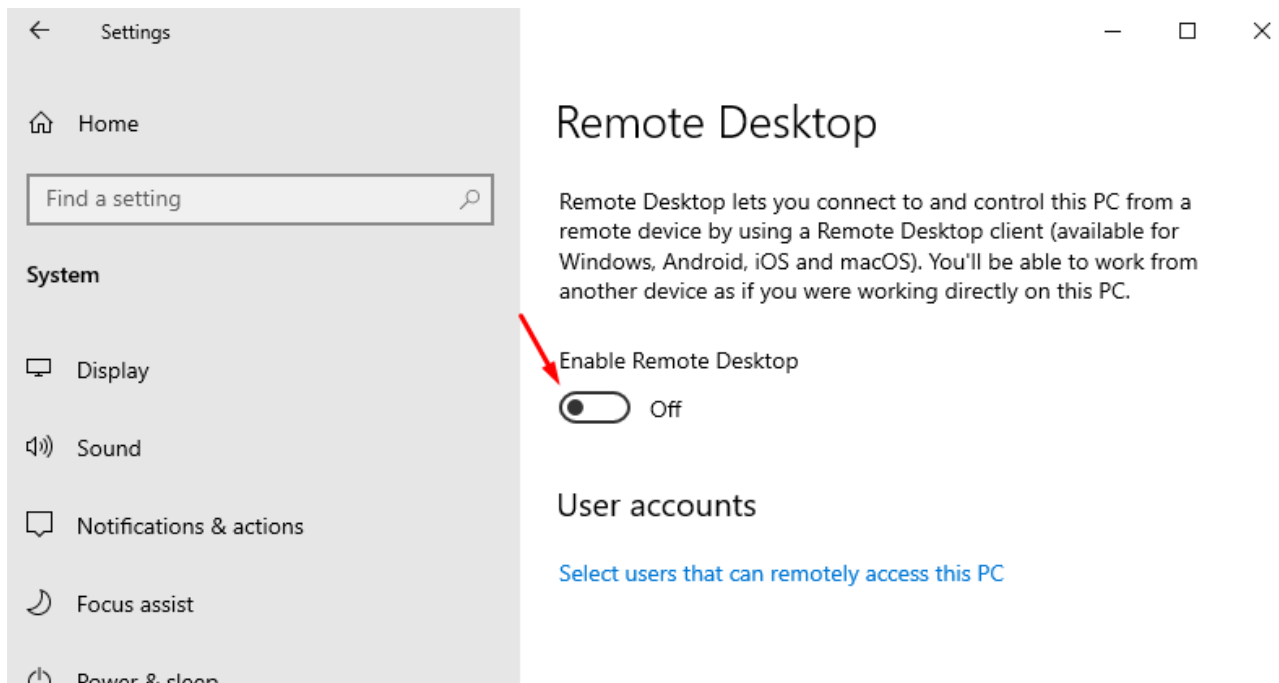 Settings
Home
Find a setting
System
Display
Sound
Notifications & actions
Focus assist
Power & sleep
Remote Desktop
Remote Desktop lets you connect to and control this PC from a
remote device by using a Remote Desktop client (available for
Windows, Android, iOS and macOS). You'll be able to work from
another device as if you were working directly on this PC.
Enable Remote Desktop
Off
User accounts
Select users that can remotely access this PC